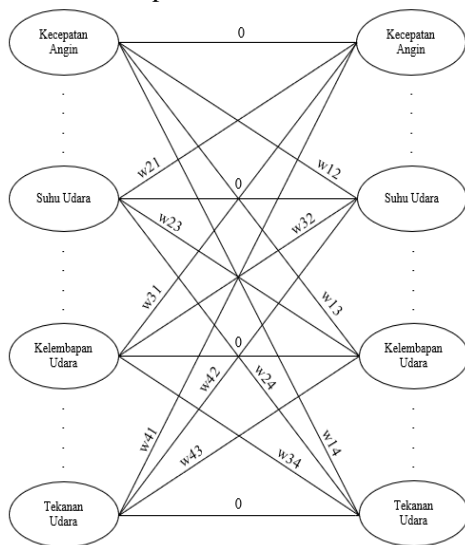 Kecepatan
Angin
0
Kecepatan
Angin
w21
w12
Suhu Udara
0
Suhu Udara
w23
w32
w31
w13
Kelembapan
Udara
0
Kelembapan
Udara
w42
w24
w41
w43
w34
w14
Tekanan
Udara
0
Tekanan
Udara